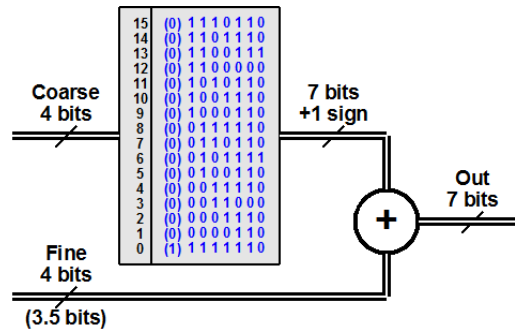 15 (0) 1 1 1 0 1 1 0
14 (0) 1 1 0 1 1 1 0
13 (0) 1 1 0 0 1 1 1
12 (0) 1 1 0 0 0 0 0
11 (0) 1 0 1 0 1 1 0
10 (0) 1 0 0 1 1 1 0
9 (0) 1 0 0 0 1 1 0
8 (0) 0 1 1 1 1 1 0
7 (0) 0 1 1 0 1 1 0
6 (0) 0 1 0 1 1 1 1
5 (0) 0 1 0 0 1 1 0
4 (0) 0 0 1 1 1 1 0
3 (0) 0 0 1 1 0 0 0
2 (0) 0 0 0 1 1 1 0
1 (0) 0 0 0 0 1 1 0
0 (1) 1 1 1 1 1 1 0
Coarse
4 bits
7 bits
+1 sign
Out
7 bits
+
Fine
4 bits
(3.5 bits)